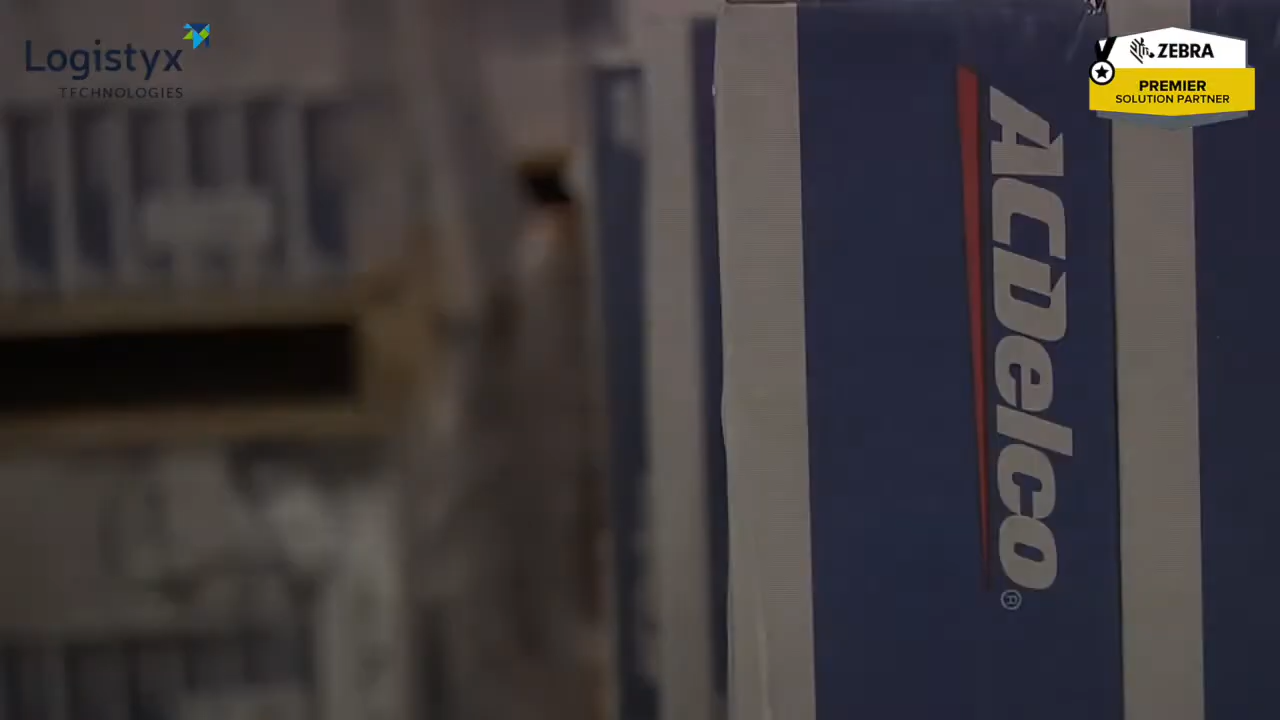 Logistyx
TECHNOLOGIES
ZEBRA
PREMIER
SOLUTION PARTNER
ACDelco®